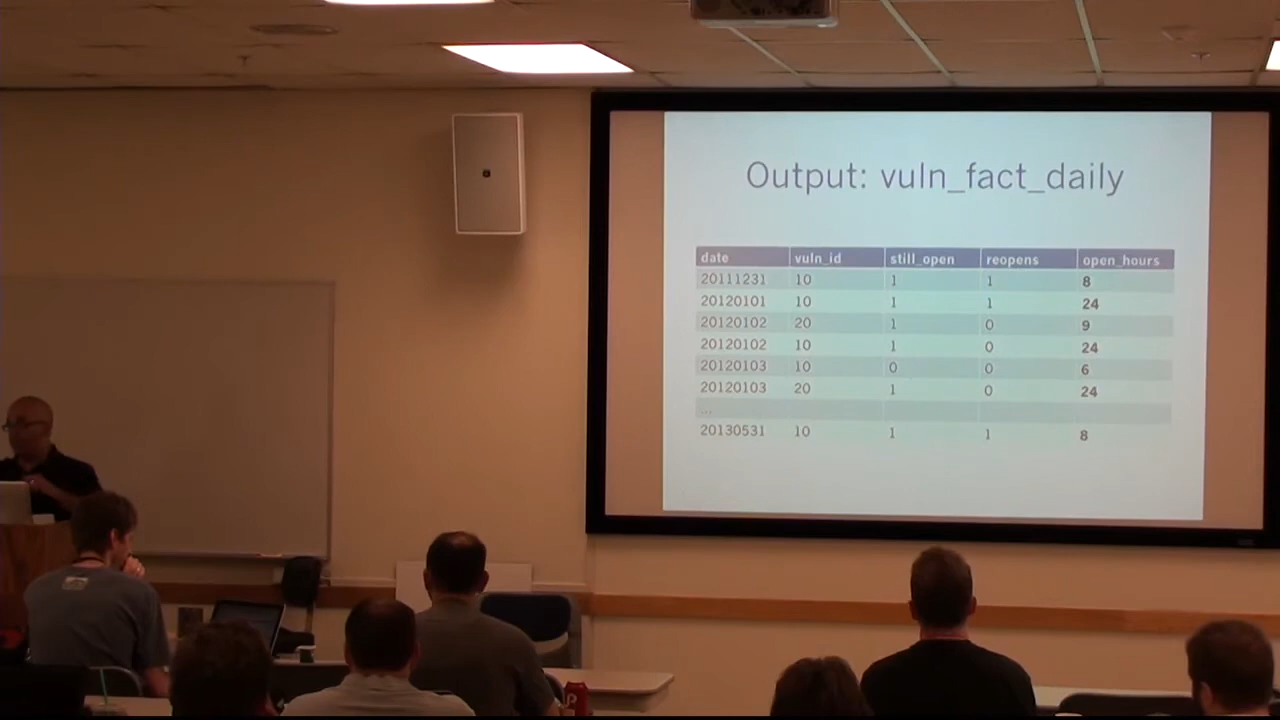 Output: vuln_fact_daily
date vuln_id still_open reopens open_hours
20111231 10 1 1 8
20120101 10 1 1 24
20120102 20 1 0 9
20120102 10 1 0 24
20120103 10 0 0 6
20120103 20 1 0 24
...
20130531 10 1 1 8